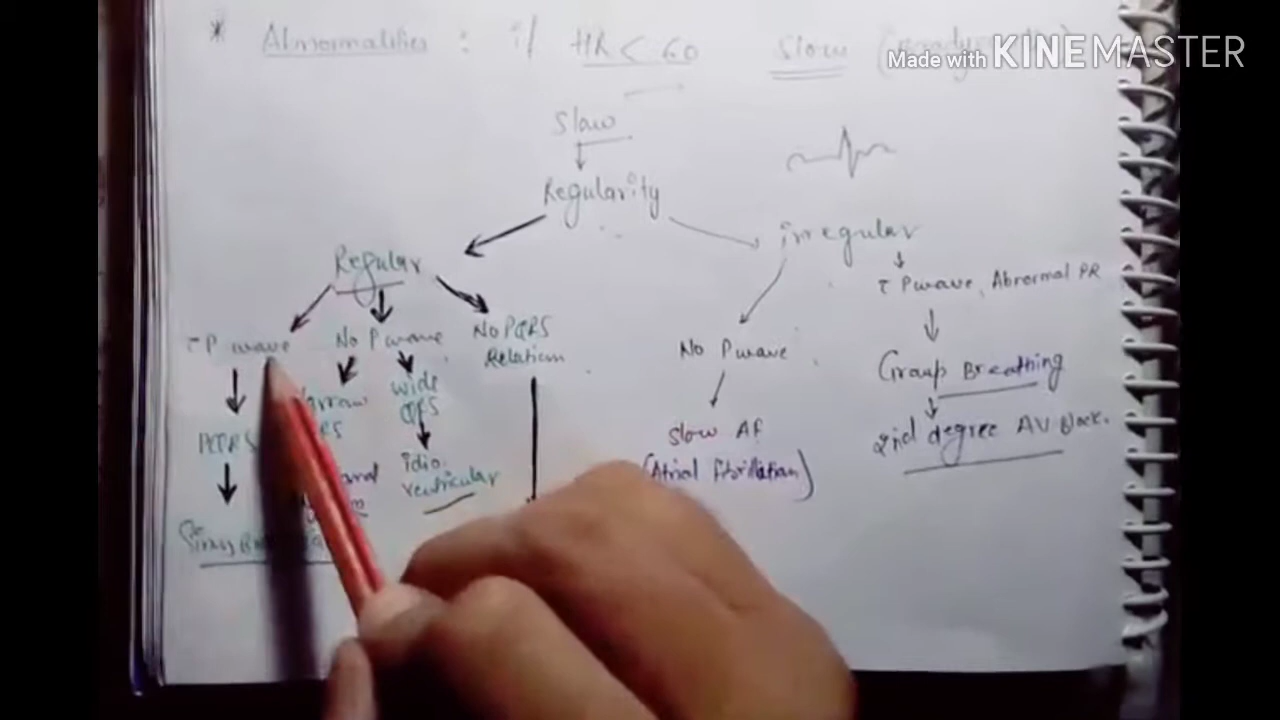 Made with KINEMASTER
* Abnormalities : if HR < 60 Slow
Slow
Regularity
Regular
irregular
P wave
No P wave
No PQRS
Relation
wide
QRS
idio
ventricular
PQRS
No P wave
Slow AF
(Atrial fibrillation)
P wave, Abnormal PR
Group Breathing
2nd degree AV Block.